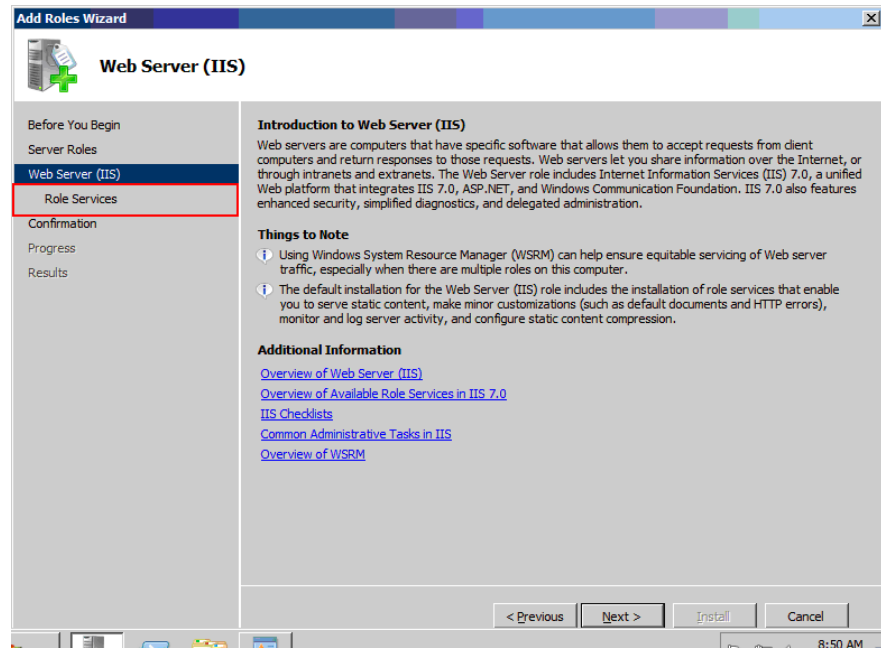 Add Roles Wizard
Web Server (IIS)
Before You Begin
Server Roles
Web Server (IIS)
Role Services
Confirmation
Progress
Results
Introduction to Web Server (IIS)
Web servers are computers that have specific software that allows them to accept requests from client
computers and return responses to those requests. Web servers let you share information over the Internet, or
through intranets and extranets. The Web Server role includes Internet Information Services (IIS) 7.0, a unified
Web platform that integrates IIS 7.0, ASP.NET, and Windows Communication Foundation. IIS 7.0 also features
enhanced security, simplified diagnostics, and delegated administration.
Things to Note
Using Windows System Resource Manager (WSRM) can help ensure equitable servicing of Web server
traffic, especially when there are multiple roles on this computer.
The default installation for the Web Server (IIS) role includes the installation of role services that enable
you to serve static content, make minor customizations (such as default documents and HTTP errors),
monitor and log server activity, and configure static content compression.
Additional Information
Overview of Web Server (IIS)
Overview of Available Role Services in IIS 7.0
IIS Checklists
Common Administrative Tasks in IIS
Overview of WSRM
< Previous
Next >
Install
Cancel
8:50 AM